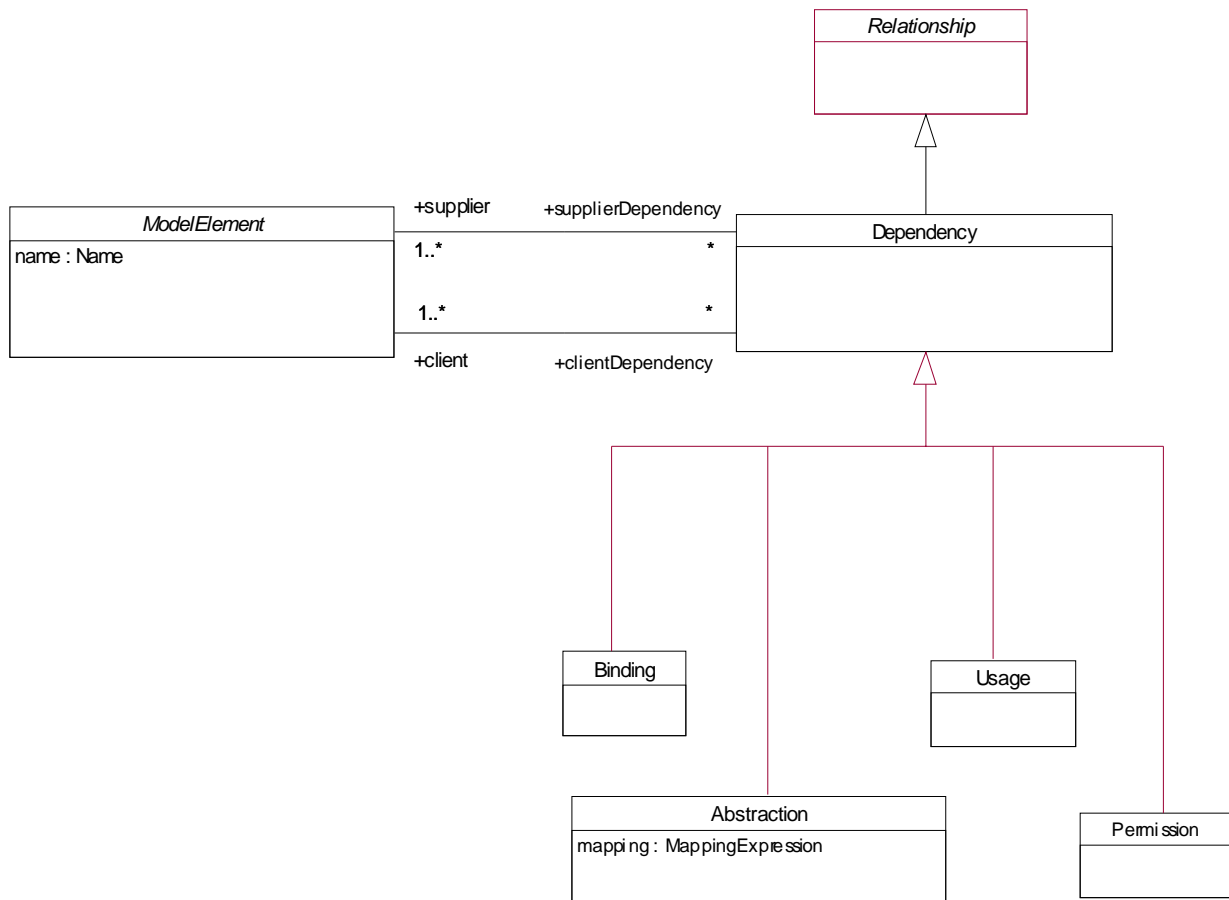 Relationship
+supplier
+supplierDependency
ModelElement
Dependency
name : Name
1..*
*
1..*
*
+client
+clientDependency
Binding
Usage
Abstraction
mapping : MappingExpression
Permission